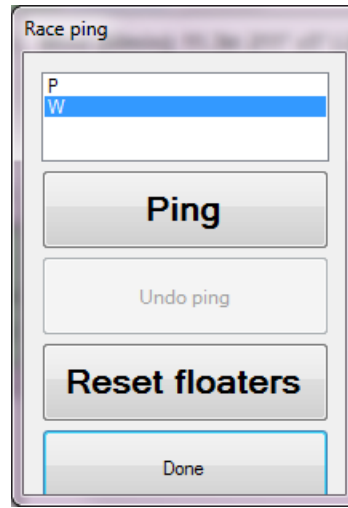 Race ping
P
W
Ping
Undo ping
Reset floaters
Done